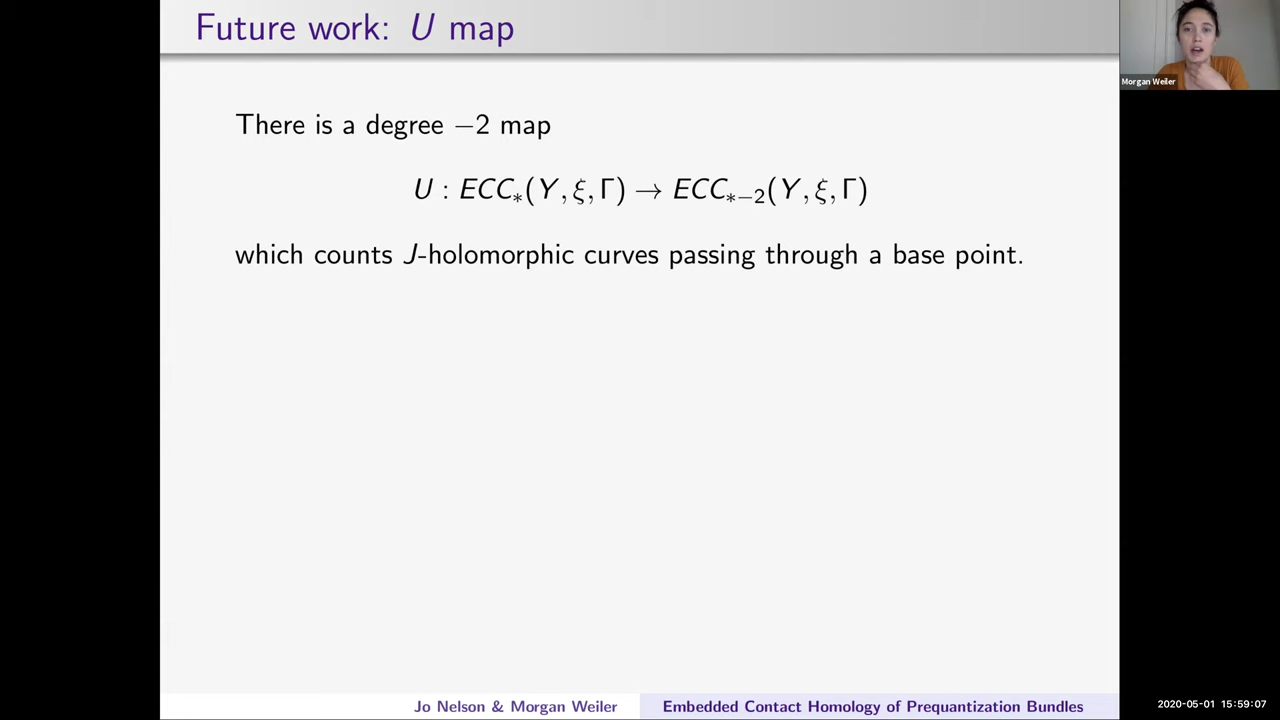 Future work: U map
Morgan Weiler
There is a degree −2 map
U : ECC∗(Y, ξ, Γ) → ECC∗−2(Y, ξ, Γ)
which counts J-holomorphic curves passing through a base point.
Jo Nelson & Morgan Weiler
Embedded Contact Homology of Prequantization Bundles
2020-05-01 15:59:07